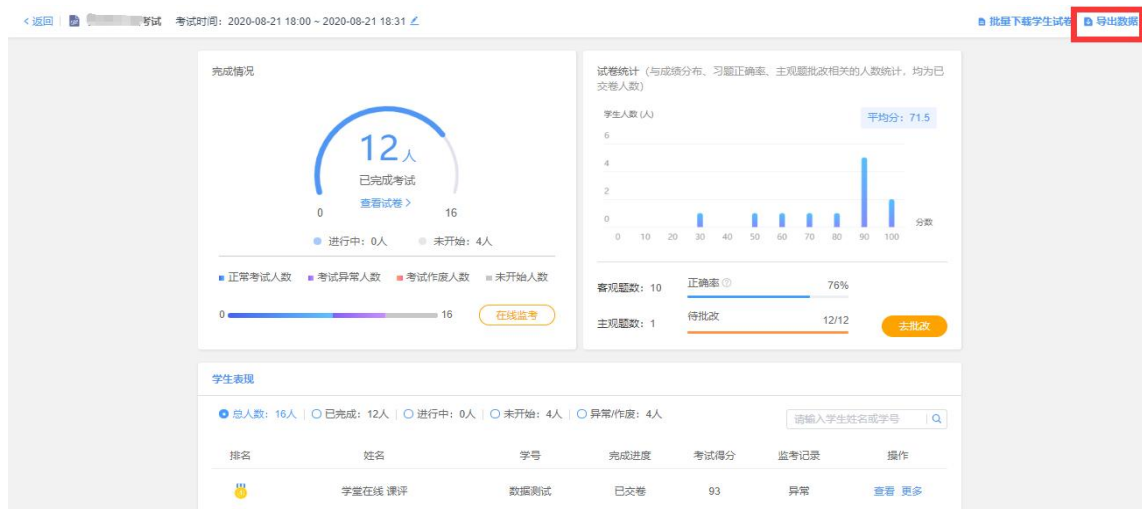 <返回 考试 考试时间：2020-08-21 18:00 ~ 2020-08-21 18:31 批量下载学生试卷 导出数据
完成情况
12人
已完成考试
查看试卷>
0 16
进行中：0人 未开始：4人
正常考试人数 考试异常人数 考试作废人数 未开始人数
0 16 在线监考
试卷统计（与成绩分布、习题正确率、主观题批改相关的人数统计，均为已
交卷人数）
学生人数(人) 平均分：71.5
6
4
2
0 分数
0 10 20 30 40 50 60 70 80 90 100
客观题数：10 正确率 76%
主观题数：1 待批改 12/12 去批改
学生表现
总人数：16人 已完成：12人 进行中：0人 未开始：4人 异常/作废：4人 请输入学生姓名或学号
排名 姓名 学号 完成进度 考试得分 监考记录 操作
学堂在线 课评 数据测试 已交卷 93 异常 查看 更多